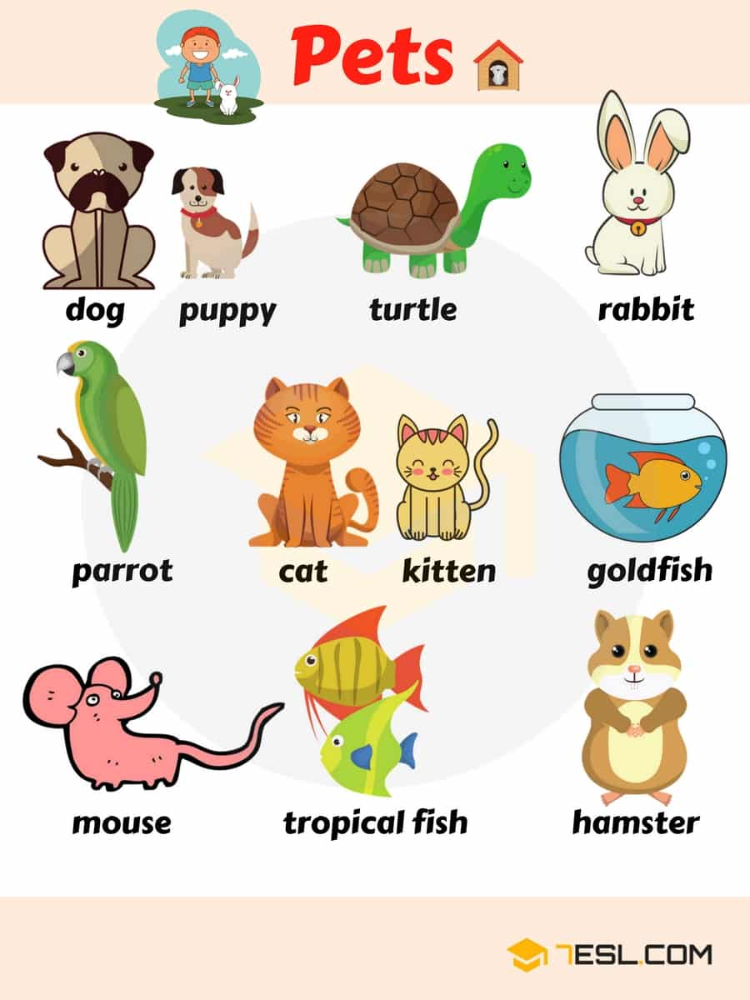 Pets
dog puppy turtle rabbit
parrot cat kitten goldfish
mouse tropical fish hamster
7ESL.COM